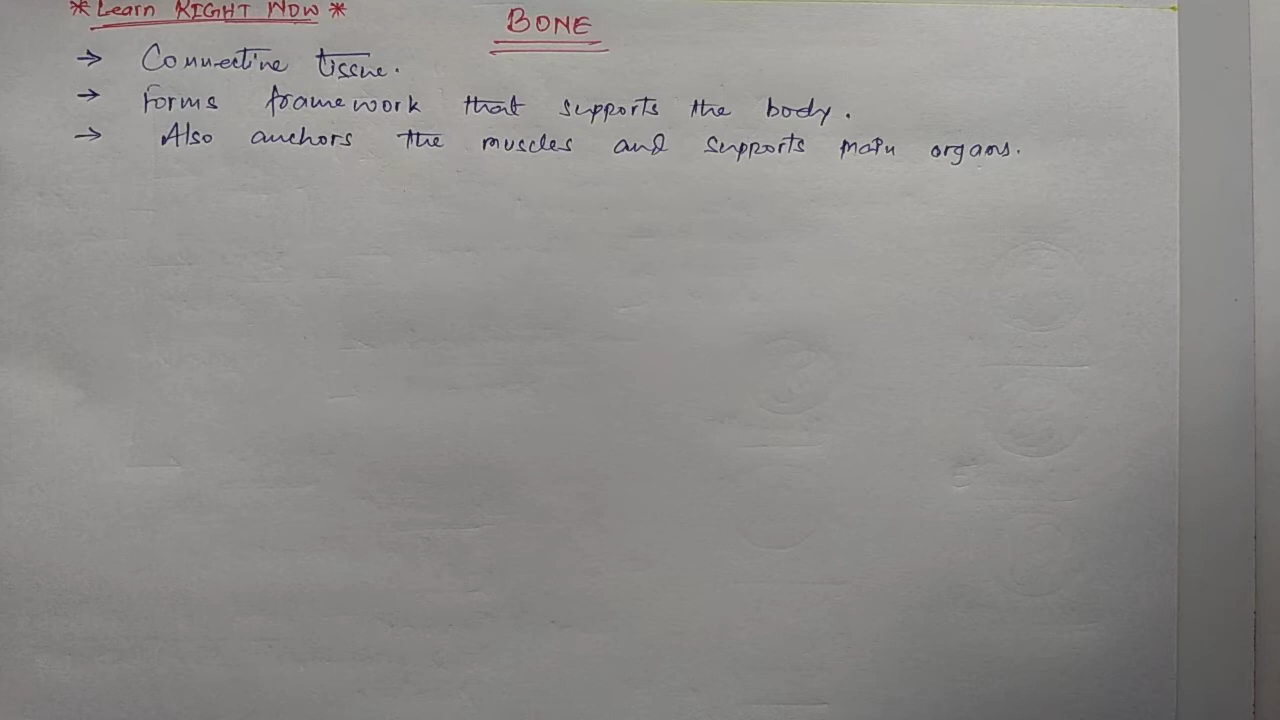 *Learn RIGHT NOW*
BONE
→ Connective tissue.
→ Forms framework that supports the body.
→ Also anchors the muscles and supports main organs.